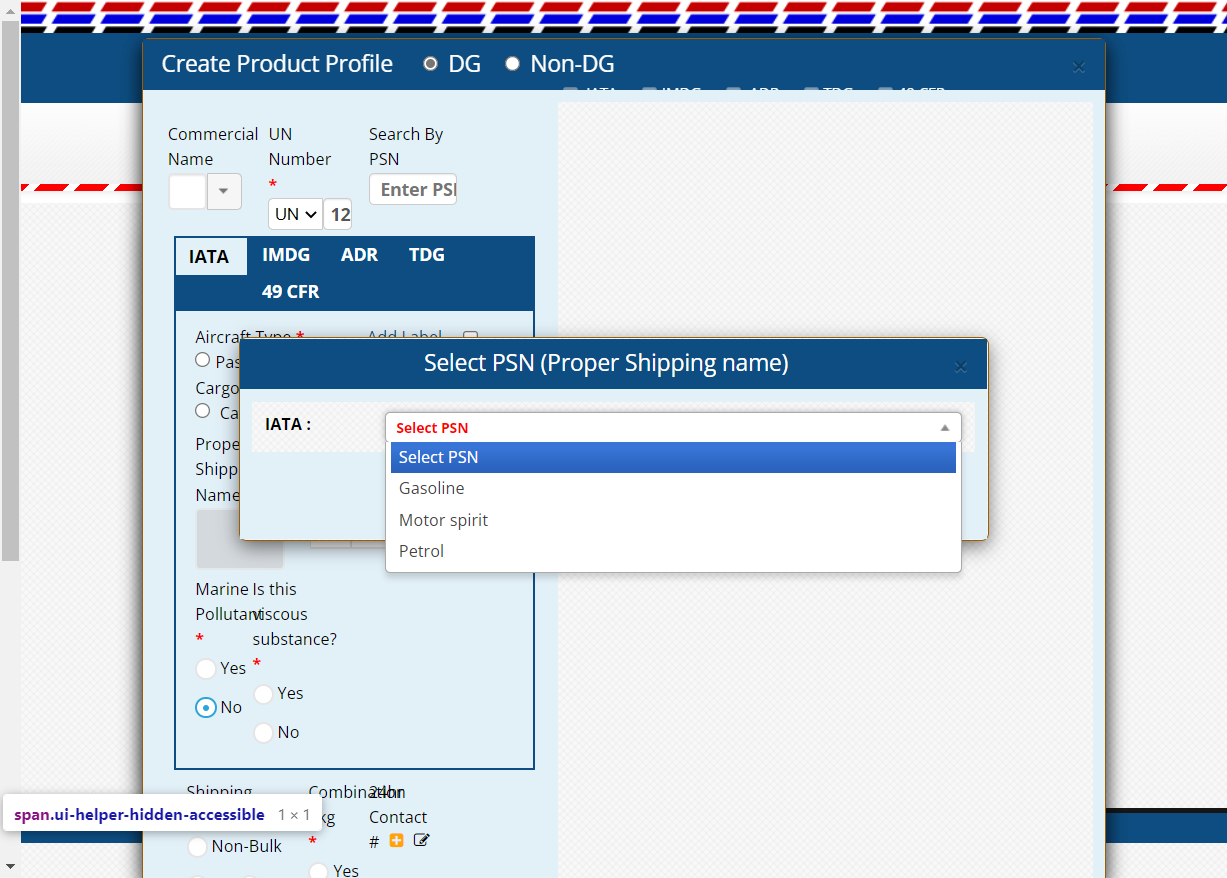 Create Product Profile DG Non-DG
IATA IMDG ADR TDG 49 CFR
Commercial Name
UN Number *
Search By PSN
UN 12
Enter PS
IATA IMDG ADR TDG
49 CFR
Aircraft Type * Add Label
Pas
Cargo
Ca
Select PSN (Proper Shipping name)
IATA :
Select PSN
Select PSN
Gasoline
Motor spirit
Petrol
Prope
Shipp
Name
Marine Pollutant *
Yes
No
Is this viscous substance? *
Yes
No
Shipping
Non-Bulk
Combination
kg
*
Yes
24hr
Contact
#
span.ui-helper-hidden-accessible 1 × 1